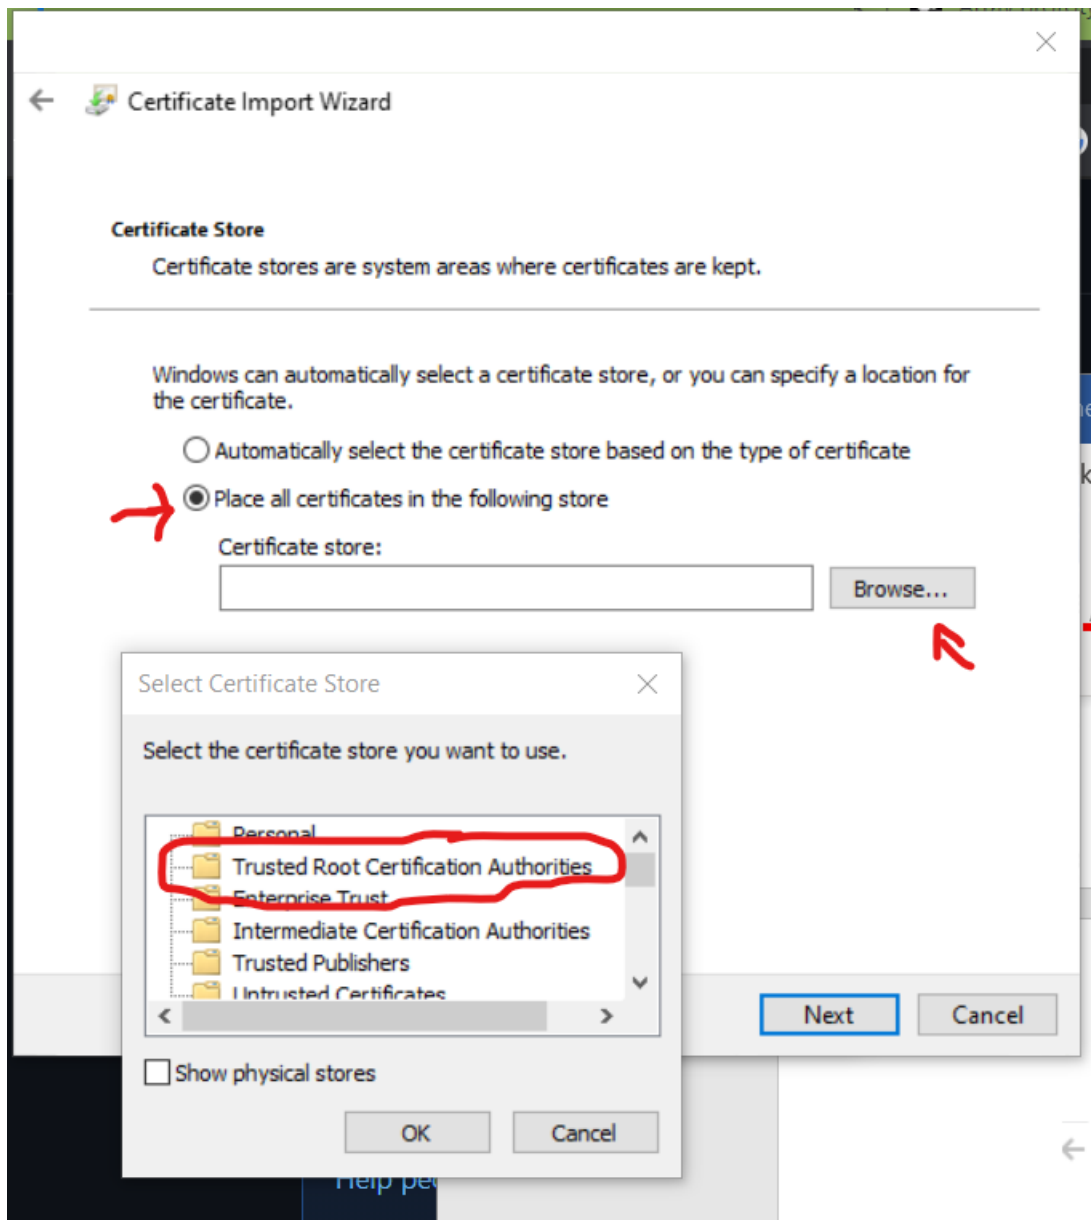 Certificate Import Wizard
Certificate Store
Certificate stores are system areas where certificates are kept.
Windows can automatically select a certificate store, or you can specify a location for
the certificate.
Automatically select the certificate store based on the type of certificate
Place all certificates in the following store
Certificate store:
Browse...
Select Certificate Store
Select the certificate store you want to use.
Personal
Trusted Root Certification Authorities
Enterprise Trust
Intermediate Certification Authorities
Trusted Publishers
Untrusted Certificates
Show physical stores
OK Cancel
Next Cancel
Help